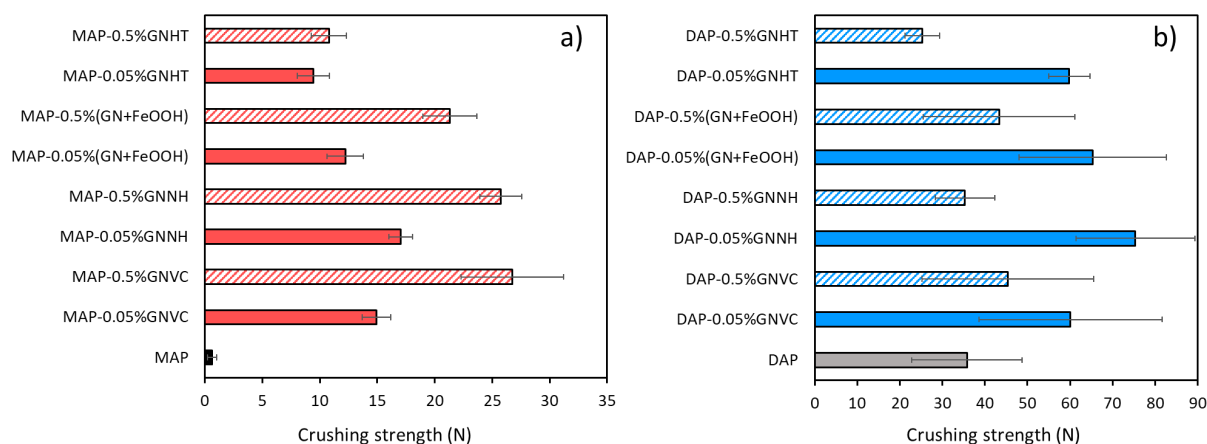 a)
MAP-0.5%GNHT
MAP-0.05%GNHT
MAP-0.5%(GN+FeOOH)
MAP-0.05%(GN+FeOOH)
MAP-0.5%GNNH
MAP-0.05%GNNH
MAP-0.5%GNVC
MAP-0.05%GNVC
MAP
0 5 10 15 20 25 30 35
Crushing strength (N)
b)
DAP-0.5%GNHT
DAP-0.05%GNHT
DAP-0.5%(GN+FeOOH)
DAP-0.05%(GN+FeOOH)
DAP-0.5%GNNH
DAP-0.05%GNNH
DAP-0.5%GNVC
DAP-0.05%GNVC
DAP
0 10 20 30 40 50 60 70 80 90
Crushing strength (N)